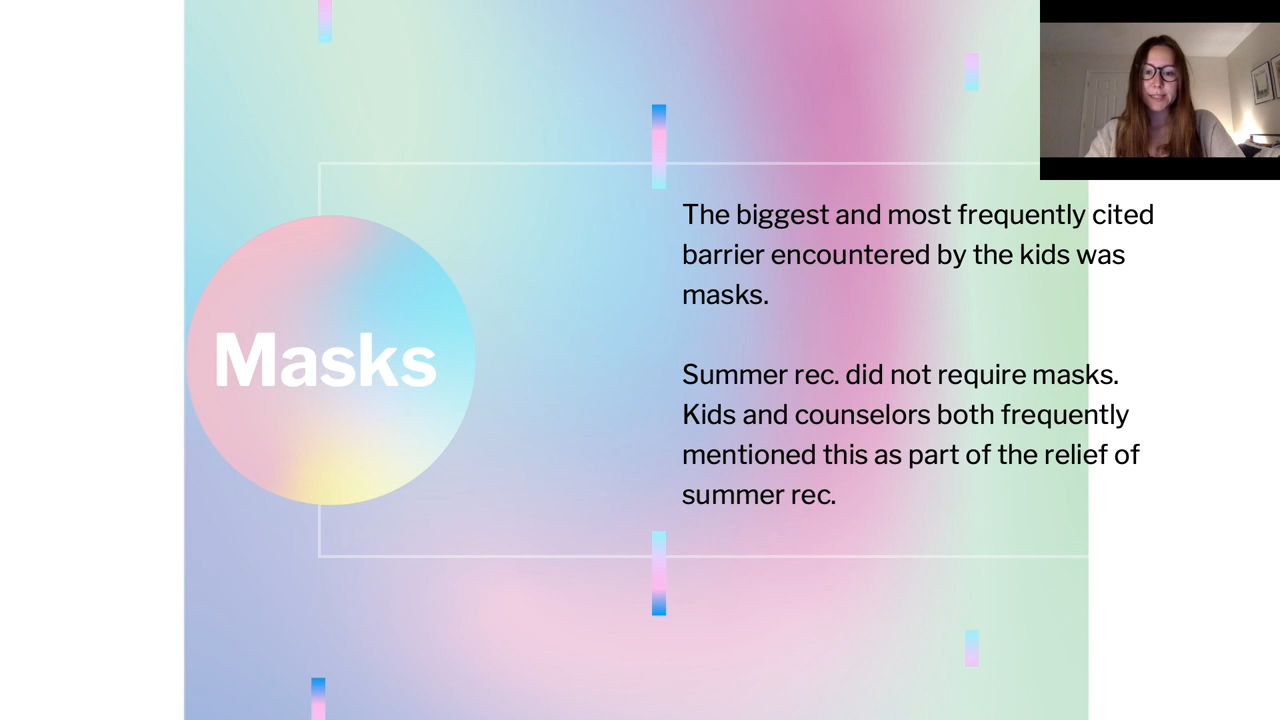 Masks
The biggest and most frequently cited
barrier encountered by the kids was
masks.
Summer rec. did not require masks.
Kids and counselors both frequently
mentioned this as part of the relief of
summer rec.